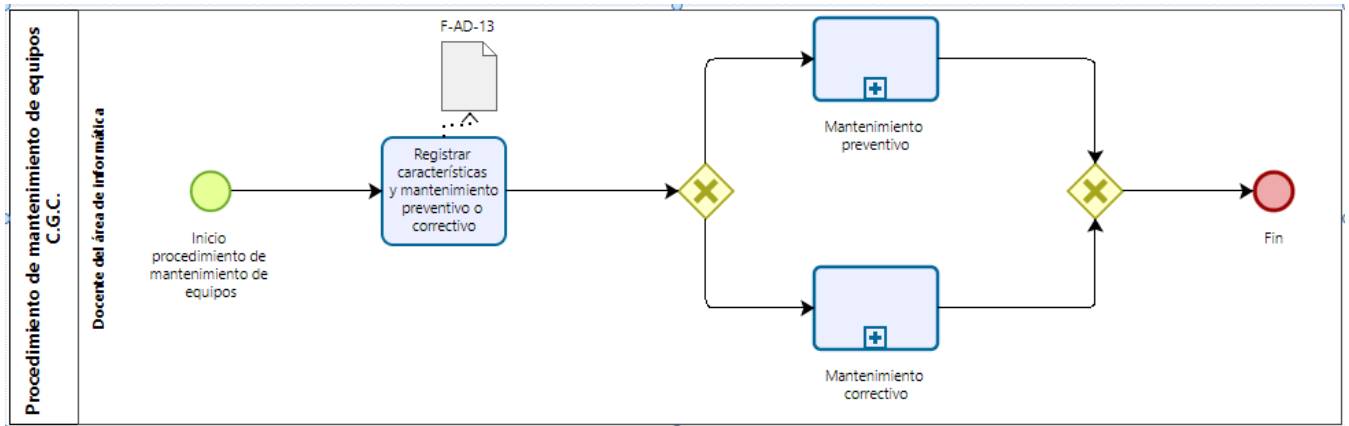 Procedimiento de mantenimiento de equipos
C.G.C.
Docente del área de informática
Inicio
procedimiento de
mantenimiento de
equipos
F-AD-13
Registrar
características
y mantenimiento
preventivo o
correctivo
Mantenimiento
preventivo
Mantenimiento
correctivo
Fin